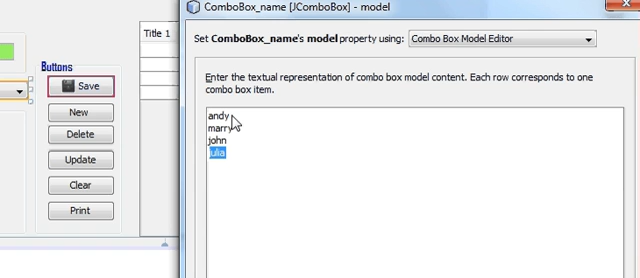 ComboBox_name [JComboBox] - model
Title 1
Set ComboBox_name's model property using: Combo Box Model Editor
Buttons
Save
New
Delete
Update
Clear
Print
Enter the textual representation of combo box model content. Each row corresponds to one
combo box item.
andy
marry
john
julia